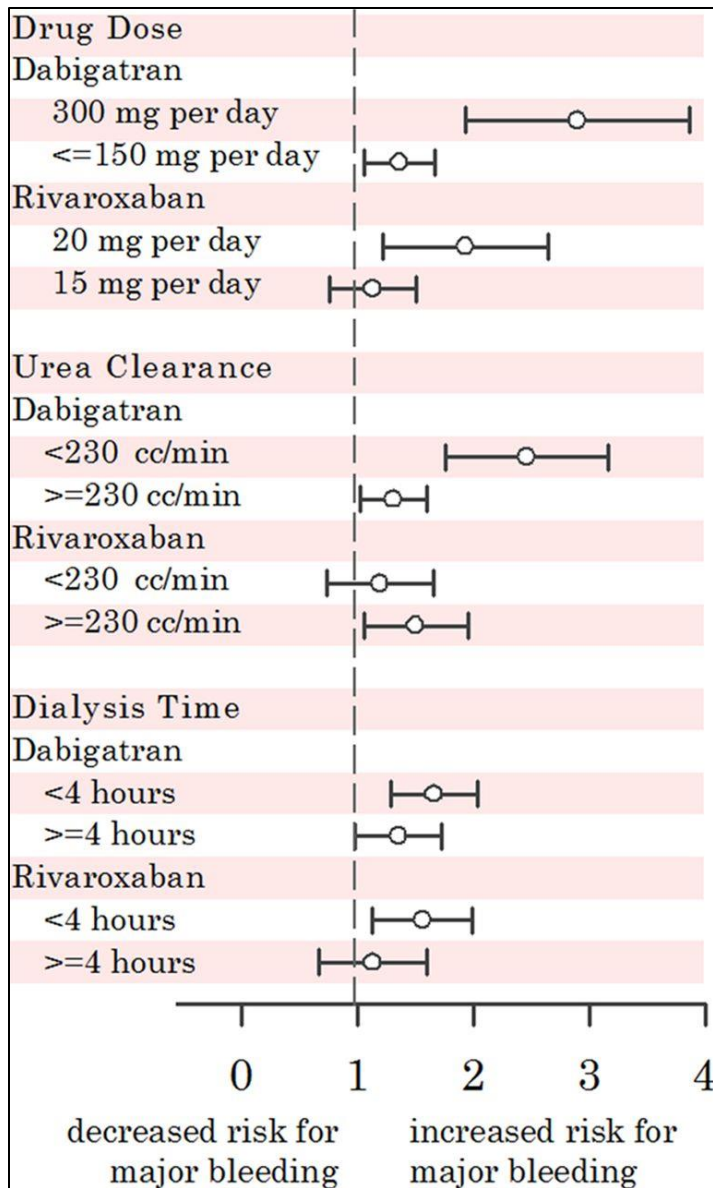 Drug Dose
Dabigatran
300 mg per day
<=150 mg per day
Rivaroxaban
20 mg per day
15 mg per day
Urea Clearance
Dabigatran
<230 cc/min
>=230 cc/min
Rivaroxaban
<230 cc/min
>=230 cc/min
Dialysis Time
Dabigatran
<4 hours
>=4 hours
Rivaroxaban
<4 hours
>=4 hours
0 1 2 3 4
decreased risk for increased risk for
major bleeding major bleeding